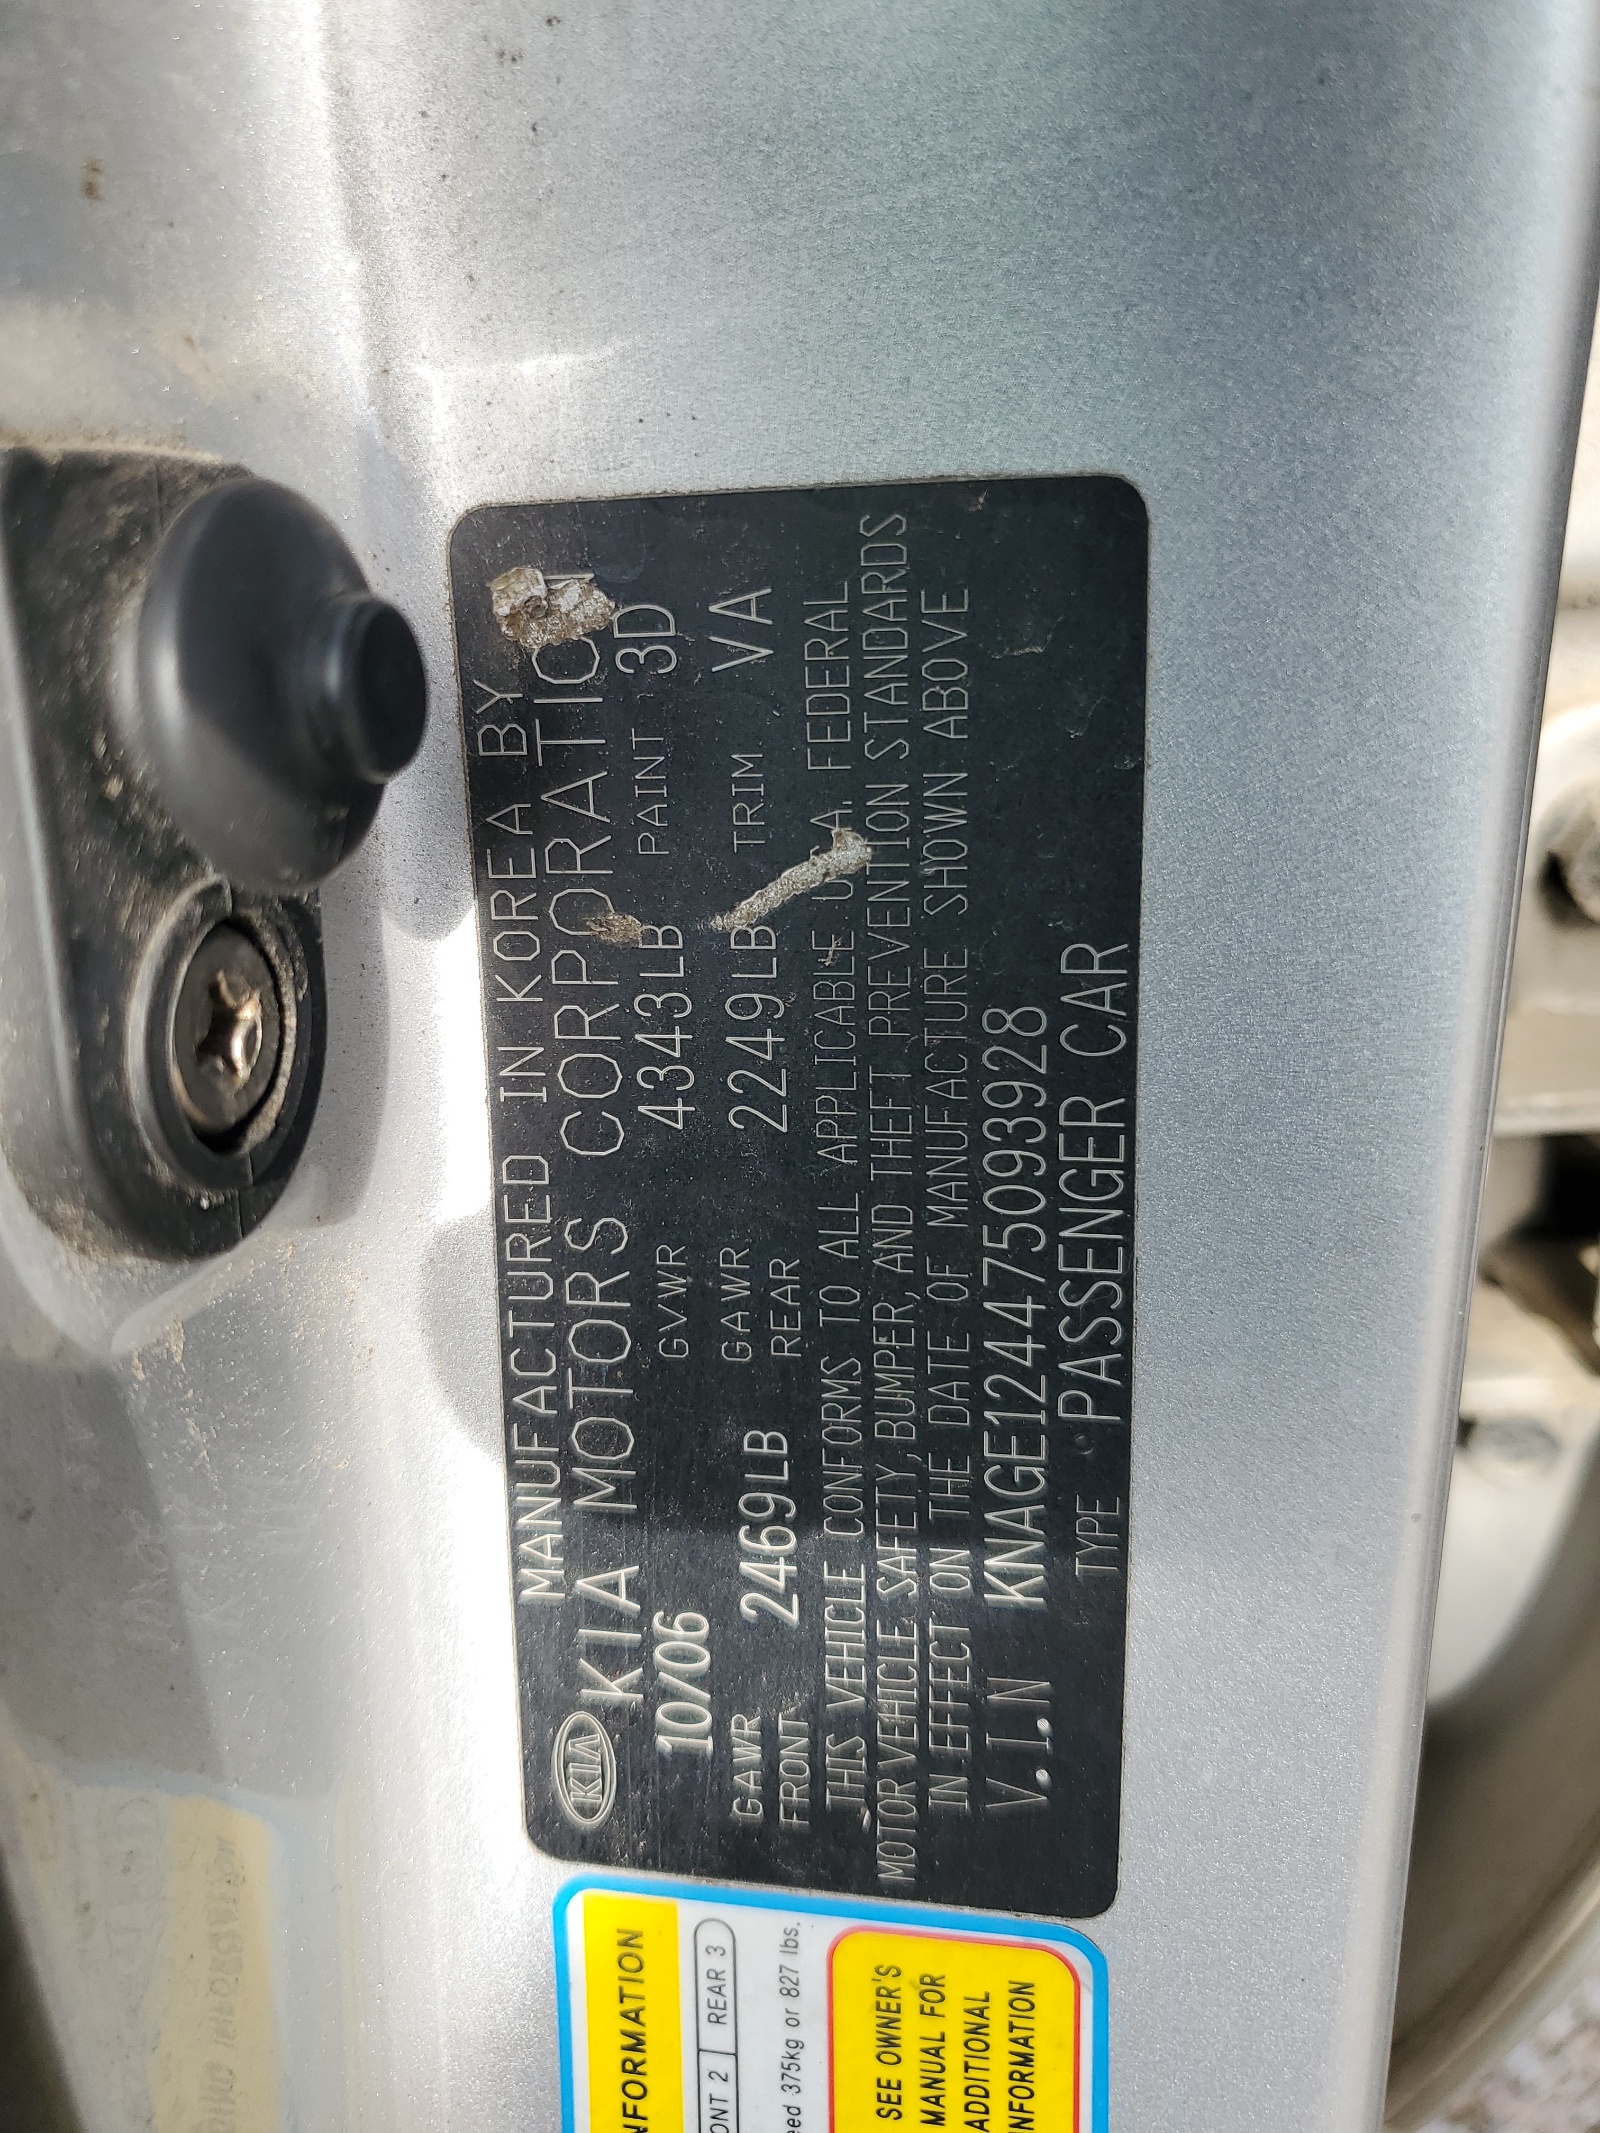 MANUFACTURED IN KOREA BY
KIA KIA MOTORS CORPORATION
10/06 GVWR 4343LB PAINT 3D
GAWR FRONT 2469LB GAWR REAR 2249LB TRIM VA
THIS VEHICLE CONFORMS TO ALL APPLICABLE U.A. FEDERAL
MOTOR VEHICLE SAFETY, BUMPER, AND THEFT PREVENTION STANDARDS
IN EFFECT ON THE DATE OF MANUFACTURE SHOWN ABOVE
V.I.N KNAGE124475093928
TYPE : PASSENGER CAR
NFORMATION
ONT 2 REAR 3
eed 375kg or 827 lbs.
SEE OWNER'S
MANUAL FOR
ADDITIONAL
INFORMATION